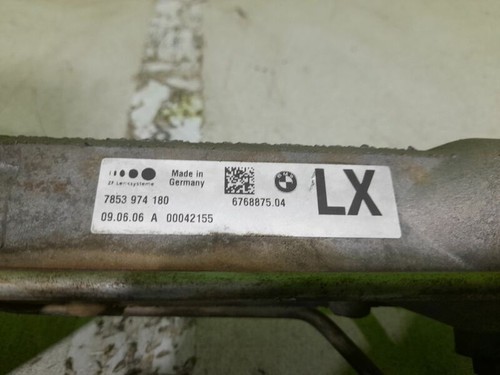 ZF Lenksysteme
Made in
Germany
7853 974 180
6768875.04
09.06.06 A 00042155
LX